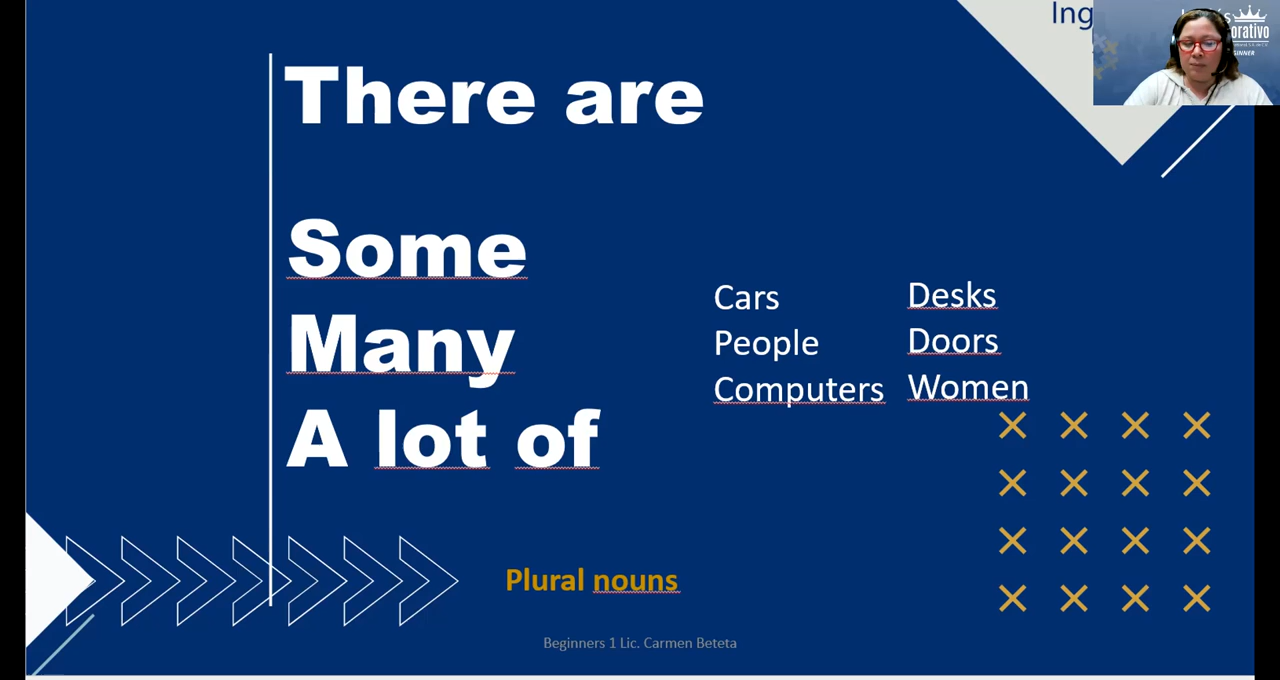 There are
Some
Many
A lot of
Cars
People
Computers
Desks
Doors
Women
Plural nouns
Beginners 1 Lic. Carmen Beteta